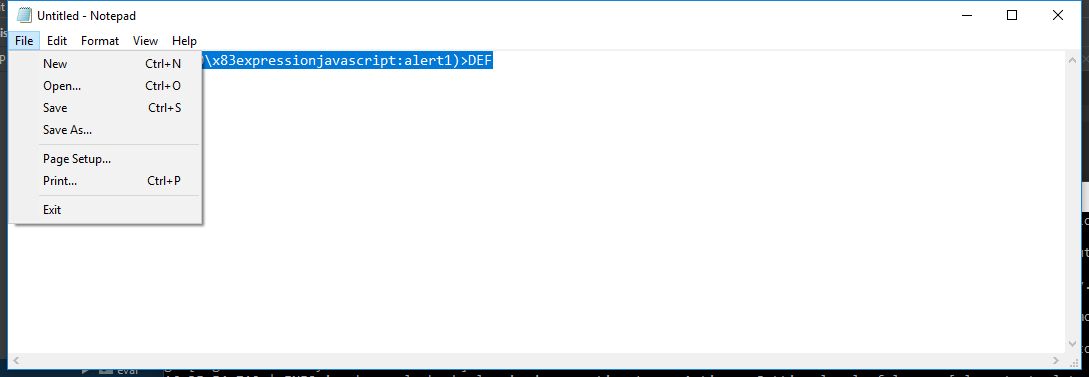 Untitled - Notepad
File Edit Format View Help
\x83expressionjavascript:alert1)>DEF
New Ctrl+N
Open... Ctrl+O
Save Ctrl+S
Save As...
Page Setup...
Print... Ctrl+P
Exit
eval